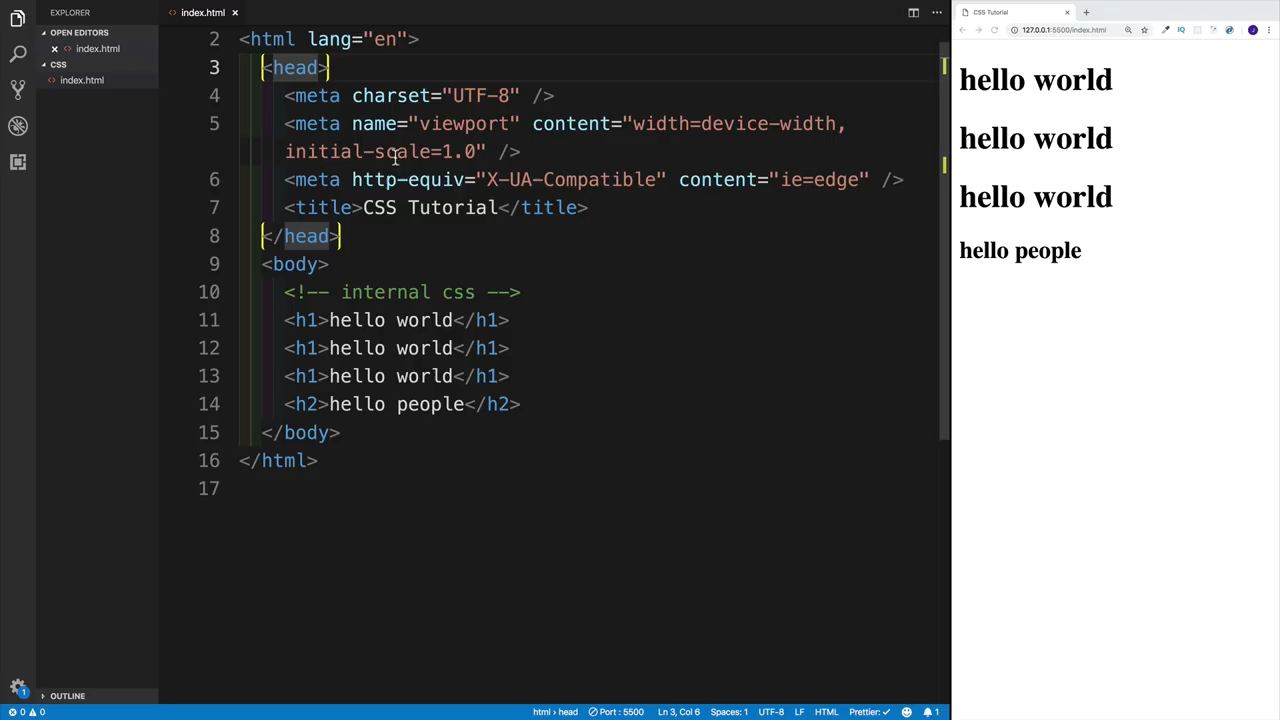 EXPLORER
OPEN EDITORS
index.html
CSS
index.html
OUTLINE
index.html
2 <html lang="en">
3 <head>
4 <meta charset="UTF-8" />
5 <meta name="viewport" content="width=device-width,
initial-scale=1.0" />
6 <meta http-equiv="X-UA-Compatible" content="ie=edge" />
7 <title>CSS Tutorial</title>
8 </head>
9 <body>
10 <!-- internal css -->
11 <h1>hello world</h1>
12 <h1>hello world</h1>
13 <h1>hello world</h1>
14 <h2>hello people</h2>
15 </body>
16 </html>
17
1
0 0 html › head Port : 5500 Ln 3, Col 6 Spaces: 1 UTF-8 LF HTML Prettier: ✓ 1
CSS Tutorial
127.0.0.1:5500/index.html IQ J
hello world
hello world
hello world
hello people